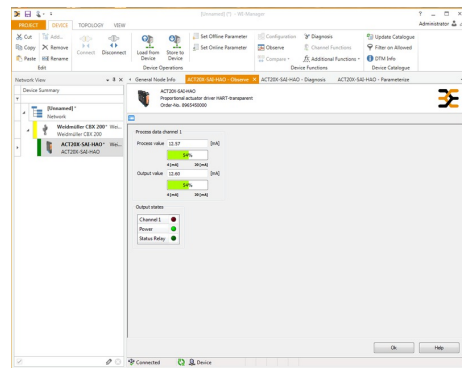 [Unnamed] [*] - WI-Manager
PROJECT DEVICE TOPOLOGY VIEW Administrator
Cut Add... Set Offline Parameter Configuration Diagnosis Update Catalogue
Copy Remove Connect Disconnect Load from Device Store to Device Set Online Parameter Observe Channel Functions Filter on Allowed
Paste Rename Compare Additional Functions DTM Info
Edit Device Operations Device Functions Device Catalogue
Network View General Node Info ACT20X-SAI-HAO - Observe ACT20X-SAI-HAO - Diagnosis ACT20X-SAI-HAO - Parameterize
Device Summary
ACT20X-SAI-HAO
Proportional actuator driver HART-transparent
Order-No. 8965450000
[Unnamed]*
Network
Weidmüller CBX 200* Wei...
Weidmüller CBX 200
ACT20X-SAI-HAO* Wei...
ACT20X-SAI-HAO
Process data channel 1
Process value 12.57 [mA]
54%
4 [mA] 20 [mA]
Output value 12.60 [mA]
54%
4 [mA] 20 [mA]
Output states
Channel 1
Power
Status Relay
Ok Help
Connected Device